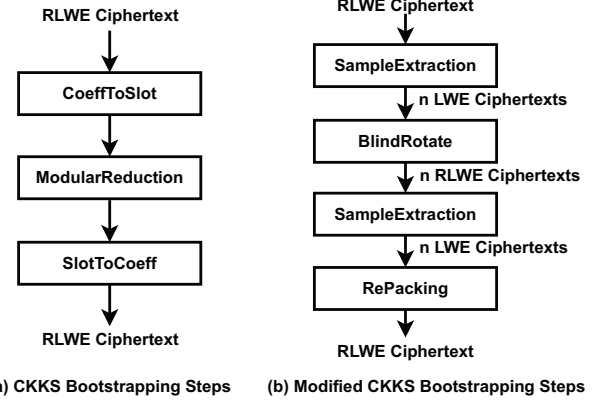 RLWE Ciphertext
CoeffToSlot
ModularReduction
SlotToCoeff
RLWE Ciphertext
a) CKKS Bootstrapping Steps
RLWE Ciphertext
SampleExtraction
n LWE Ciphertexts
BlindRotate
n RLWE Ciphertexts
SampleExtraction
n LWE Ciphertexts
RePacking
RLWE Ciphertext
(b) Modified CKKS Bootstrapping Steps